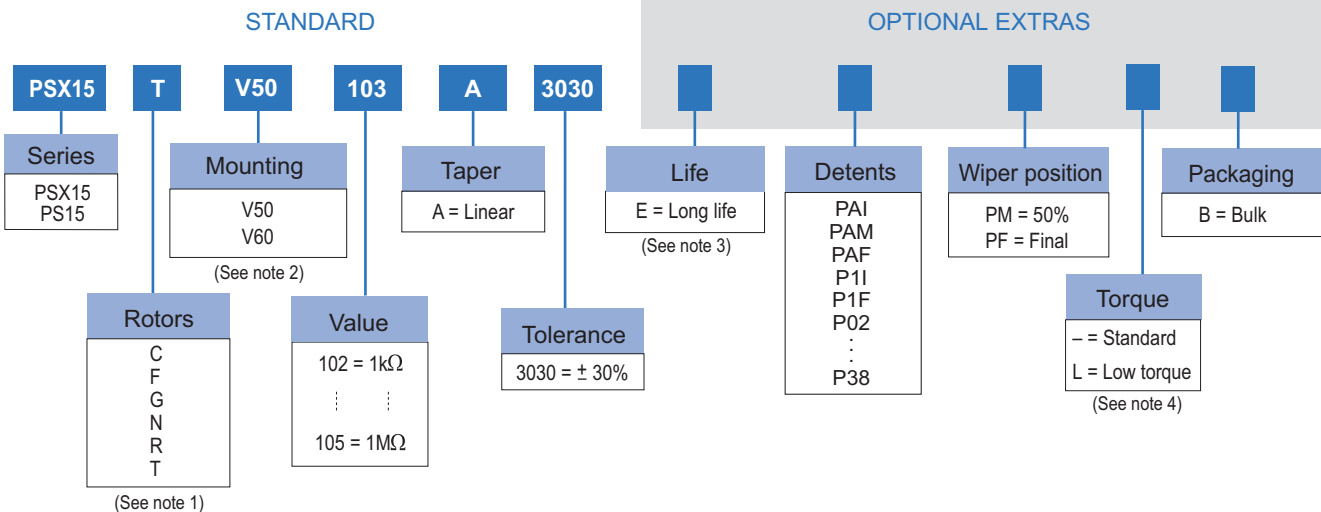 STANDARD
OPTIONAL EXTRAS
PSX15 T V50 103 A 3030
Series
PSX15
PS15
Rotors
C
F
G
N
R
T
(See note 1)
Mounting
V50
V60
(See note 2)
Value
102 = 1kΩ
105 = 1MΩ
Taper
A = Linear
Tolerance
3030 = ± 30%
Life
E = Long life
(See note 3)
Detents
PAI
PAM
PAF
P1I
P1F
P02
:
:
P38
Wiper position
PM = 50%
PF = Final
Torque
– = Standard
L = Low torque
(See note 4)
Packaging
B = Bulk